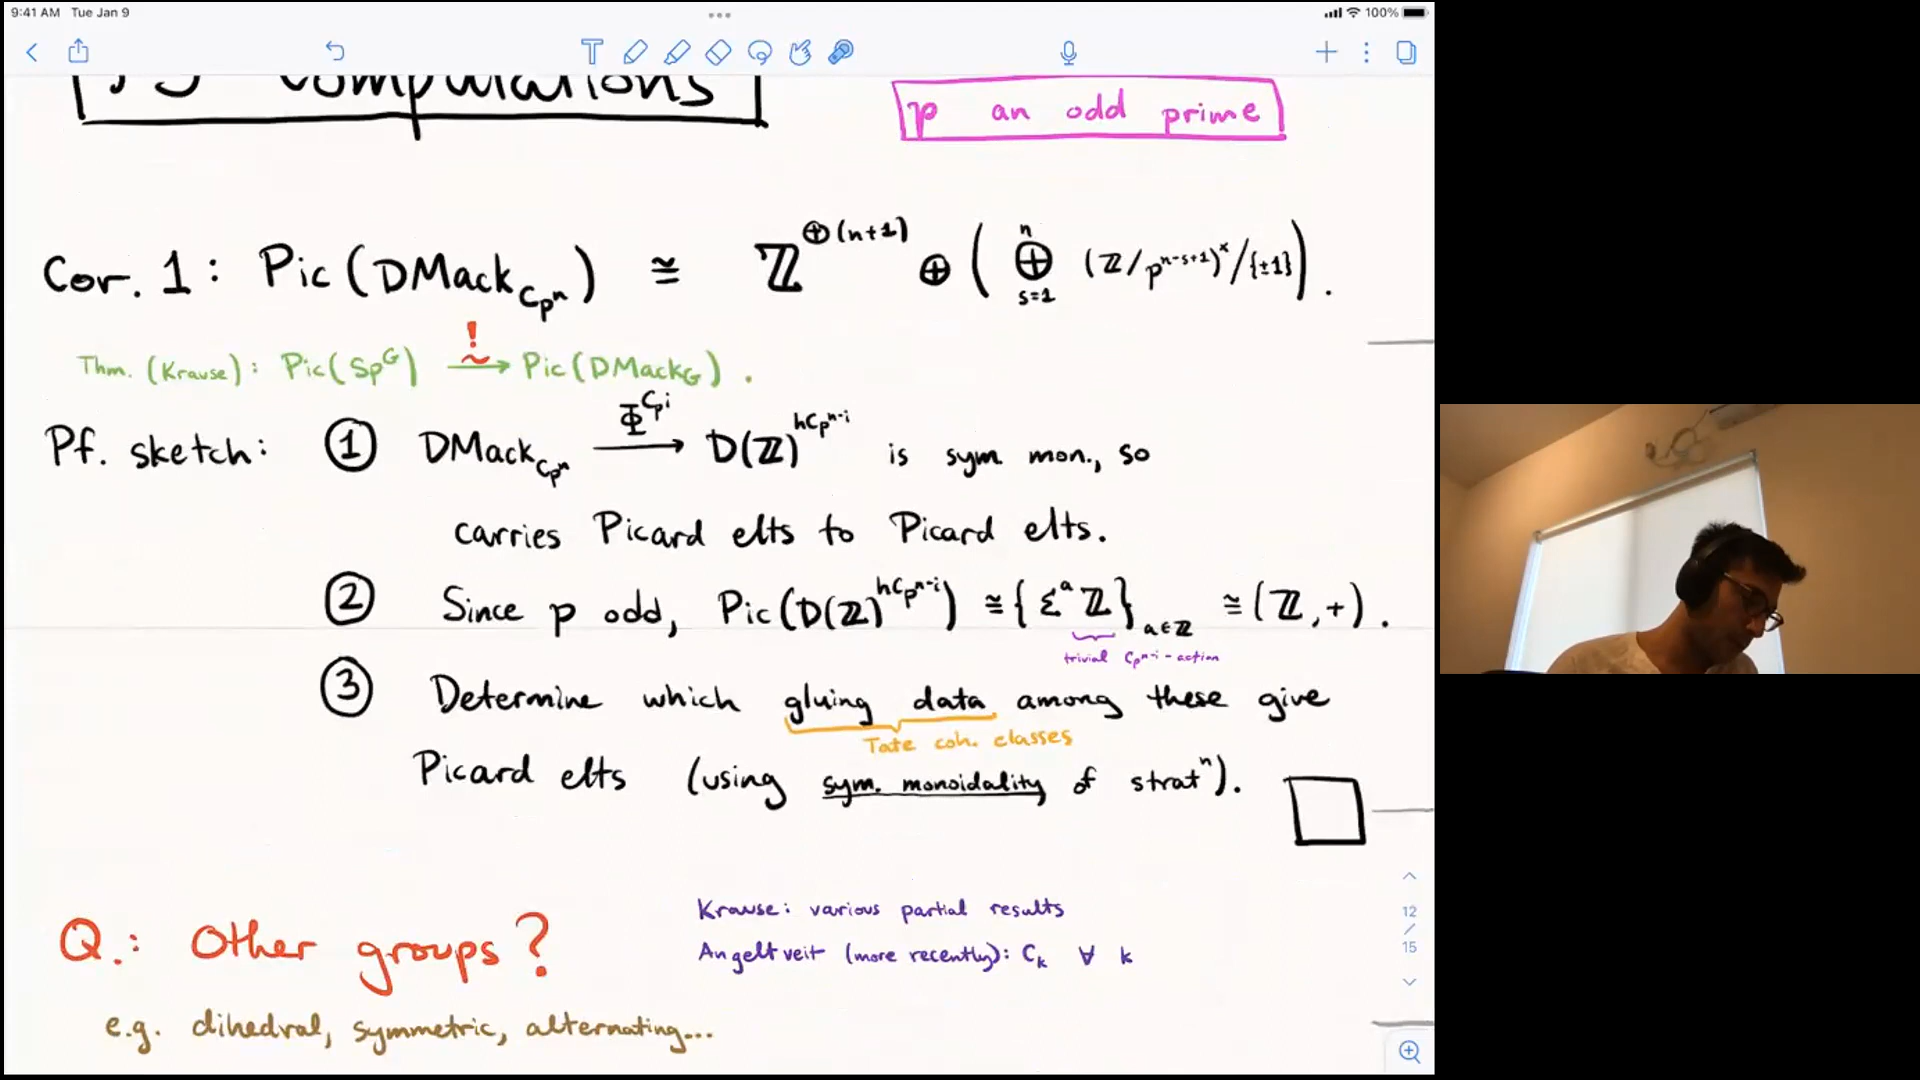 9:41 AM Tue Jan 9
100%
Computations
p an odd prime
Cor. 1: Pic(DMack_{C_{p^n}}) ≅ ℤ^{⊕(n+1)} ⊕ (⊕_{s=1}^{n} (ℤ/p^{n-s+1})^×/{±1}).
Thm. (Krause): Pic(Sp^G) ⥲ Pic(DMack_G).
!
Pf. sketch: ① DMack_{C_{p^n}} —Φ^{C_{p^i}}→ D(ℤ)^{hC_{p^{n-i}}} is sym. mon., so
carries Picard elts to Picard elts.
② Since p odd, Pic(D(ℤ)^{hC_{p^{n-i}}}) ≅ {Σ^a ℤ}_{a∈ℤ} ≅ (ℤ,+).
trivial C_{p^{n-i}}-action
③ Determine which gluing data among these give
Tate coh. classes
Picard elts (using sym. monoidality of strat^n).
Krause: various partial results
Q.: Other groups?
Angeltveit (more recently): C_k ∀ k
e.g. dihedral, symmetric, alternating...
12
/
15